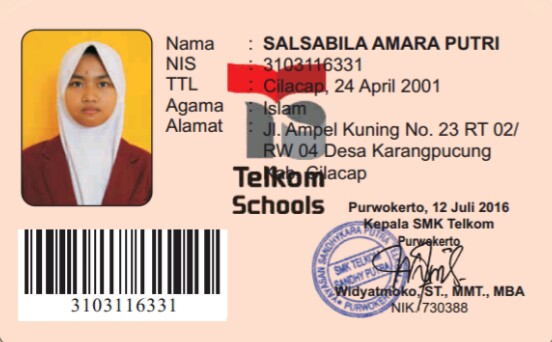 Nama : SALSABILA AMARA PUTRI
NIS : 3103116331
TTL : Cilacap, 24 April 2001
Agama : Islam
Alamat : Jl. Ampel Kuning No. 23 RT 02/
RW 04 Desa Karangpucung
Kab. Cilacap
Telkom
Schools
Purwokerto, 12 Juli 2016
Kepala SMK Telkom
Purwokerto
YAYASAN SANDHYKARA PUTRA
SMK TELKOM
SANDHY PUTRA
PURWOKERTO
Widyatmoko, ST., MMT., MBA
NIK 730388
3103116331